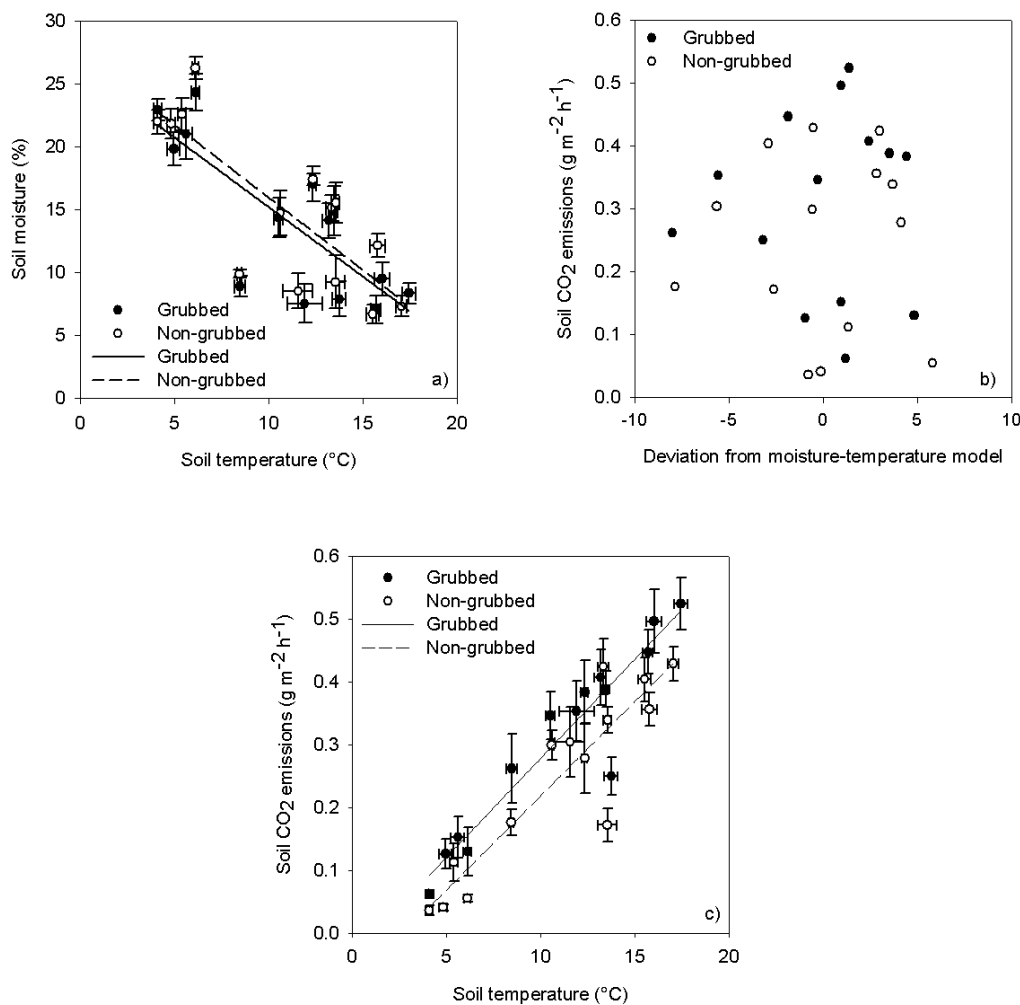 30
25
20
15
10
5
0
Soil moisture (%)
Grubbed
Non-grubbed
Grubbed
Non-grubbed
a)
0 5 10 15 20
Soil temperature (°C)
0.6
0.5
0.4
0.3
0.2
0.1
0.0
Soil CO2 emissions (g m-2 h-1)
Grubbed
Non-grubbed
b)
-10 -5 0 5 10
Deviation from moisture-temperature model
0.6
0.5
0.4
0.3
0.2
0.1
0.0
Soil CO2 emissions (g m-2 h-1)
Grubbed
Non-grubbed
Grubbed
Non-grubbed
c)
0 5 10 15 20
Soil temperature (°C)